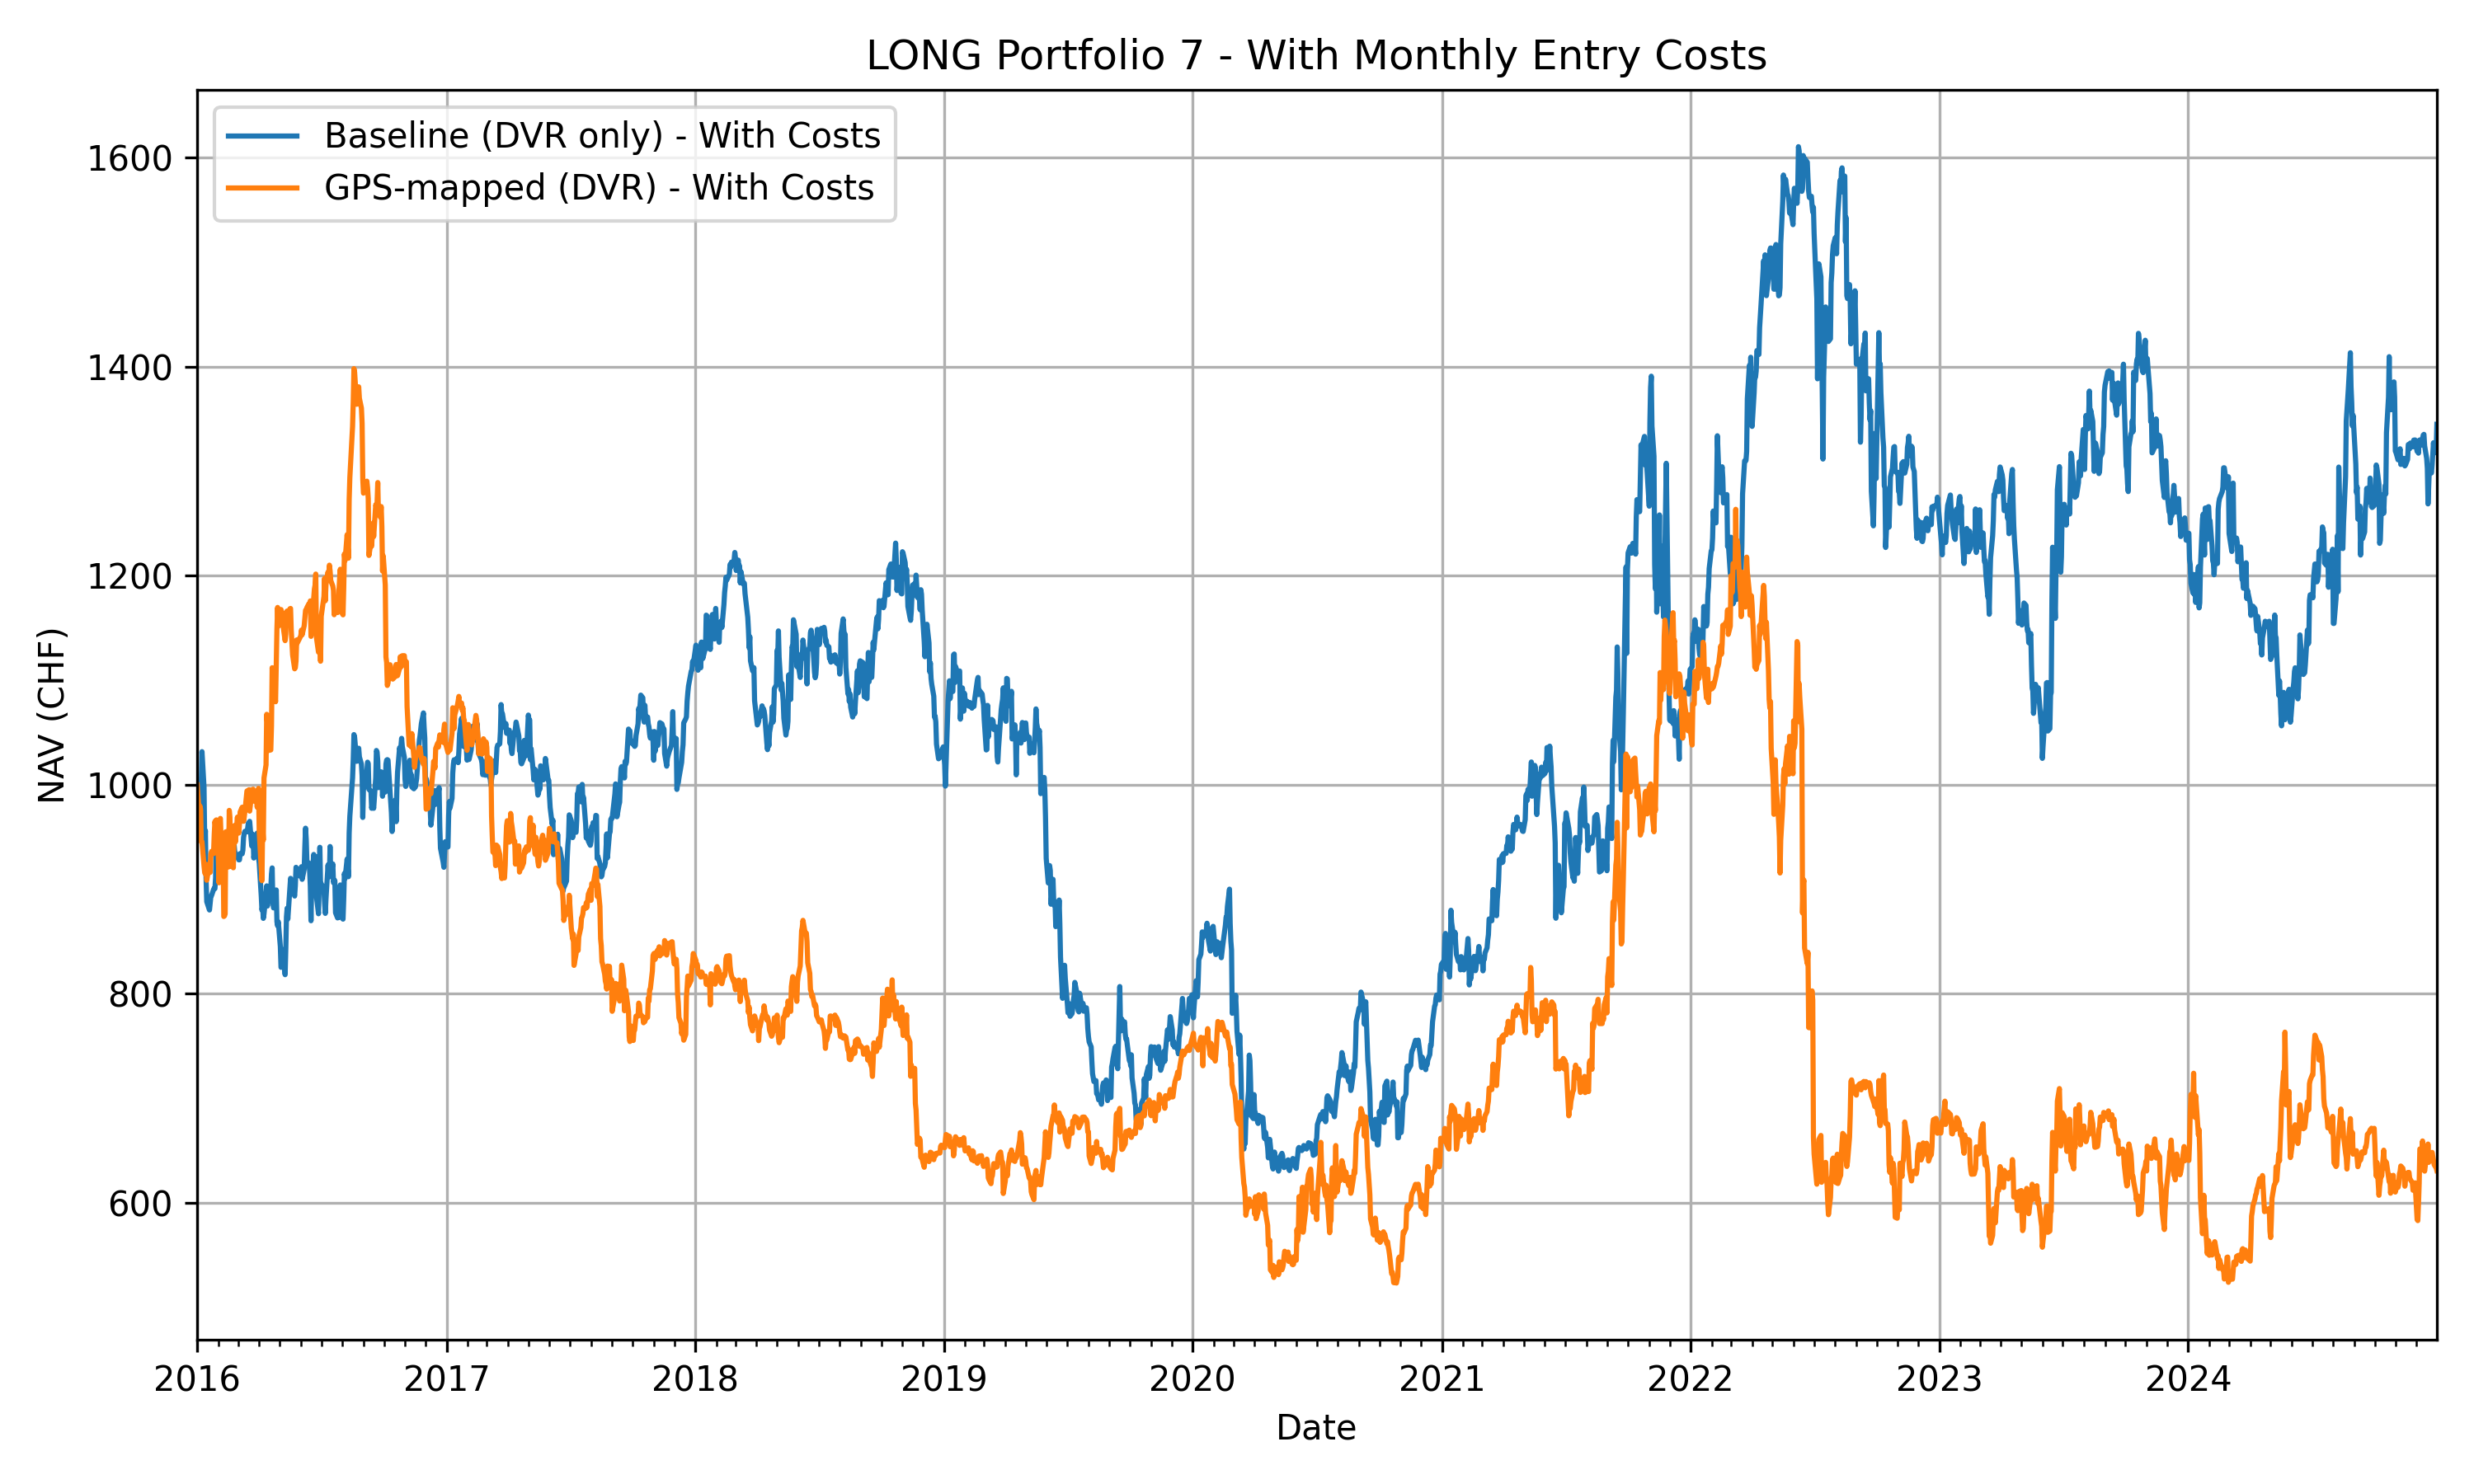 LONG Portfolio 7 - With Monthly Entry Costs
Baseline (DVR only) - With Costs
GPS-mapped (DVR) - With Costs
1600
1400
1200
1000
800
600
NAV (CHF)
2016 2017 2018 2019 2020 2021 2022 2023 2024
Date